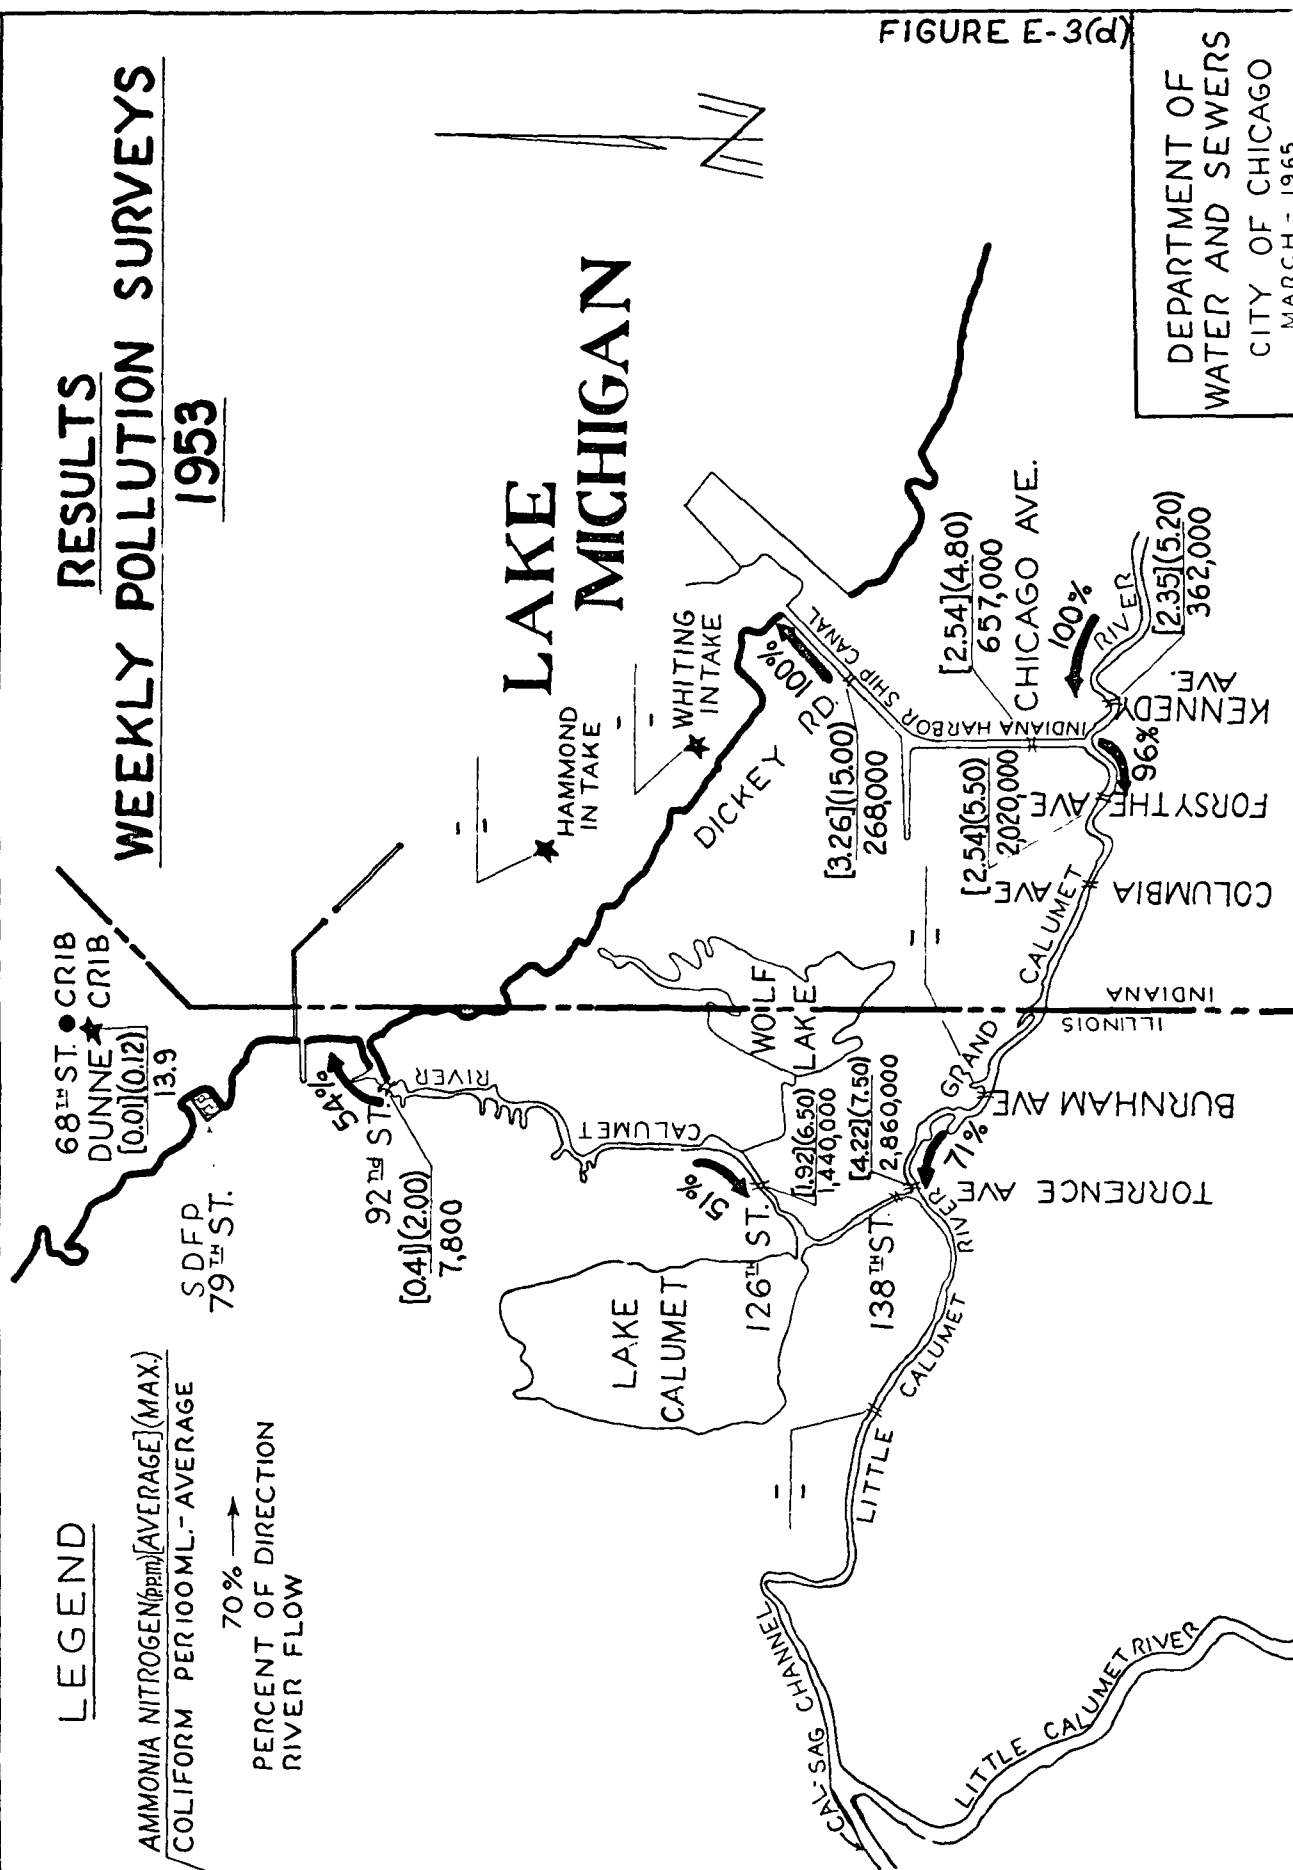 FIGURE E-3(d)
RESULTS
WEEKLY POLLUTION SURVEYS
1953
LEGEND
AMMONIA NITROGEN(ppm)[AVERAGE](MAX.)
COLIFORM PER 100 ML.-AVERAGE
70%
PERCENT OF DIRECTION
RIVER FLOW
68TH ST. CRIB
DUNNE CRIB
[0.01](0.12)
13.9
SDFP
79TH ST.
54%
92nd ST.
[0.41](2.00)
7,800
RIVER
CALUMET
LAKE
MICHIGAN
HAMMOND
INTAKE
" "
WHITING
INTAKE
" "
DICKEY RD.
100%
INDIANA HARBOR SHIP CANAL
[3.26](15.00)
268,000
[2.54](4.80)
657,000
CHICAGO AVE.
100%
RIVER
[2.35](5.20)
362,000
KENNEDY
AVE.
96%
[2.54](5.50)
2,020,000
FORSYTHE AVE
COLUMBIA AVE
" "
WOLF
LAKE
GRAND CALUMET
INDIANA
ILLINOIS
BURNHAM AVE
71%
TORRENCE AVE
RIVER
51%
126TH ST.
[1.92](6.50)
1,440,000
[4.22](7.50)
2,860,000
138TH ST.
LAKE
CALUMET
LITTLE CALUMET
" "
CAL-SAG CHANNEL
LITTLE CALUMET RIVER
DEPARTMENT OF
WATER AND SEWERS
CITY OF CHICAGO
MARCH - 1965